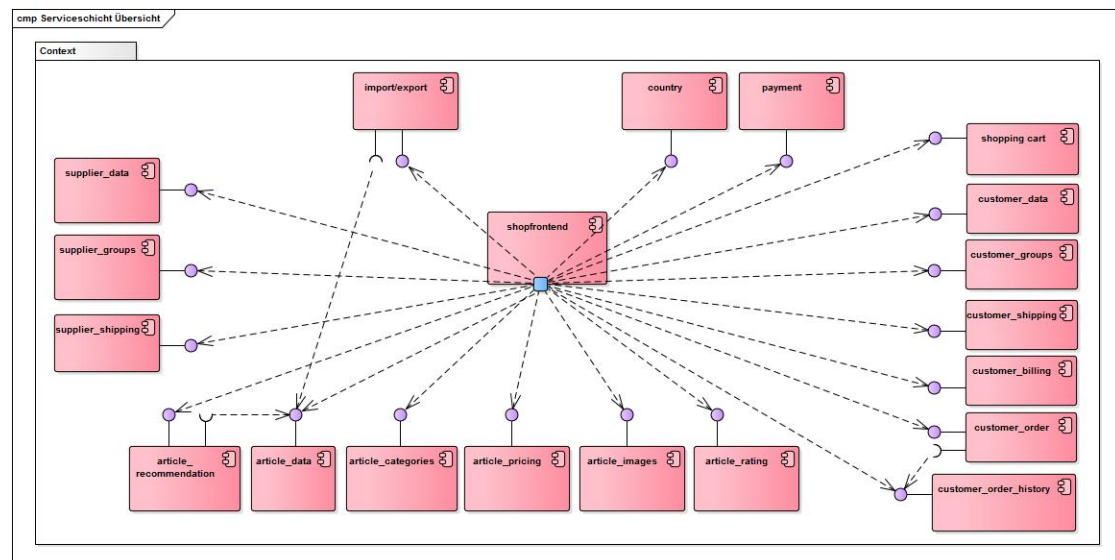 cmp Serviceschicht Übersicht
Context
import/export
country
payment
shopping cart
supplier_data
customer_data
shopfrontend
supplier_groups
customer_groups
supplier_shipping
customer_shipping
customer_billing
customer_order
article_
recommendation
article_data
article_categories
article_pricing
article_images
article_rating
customer_order_history